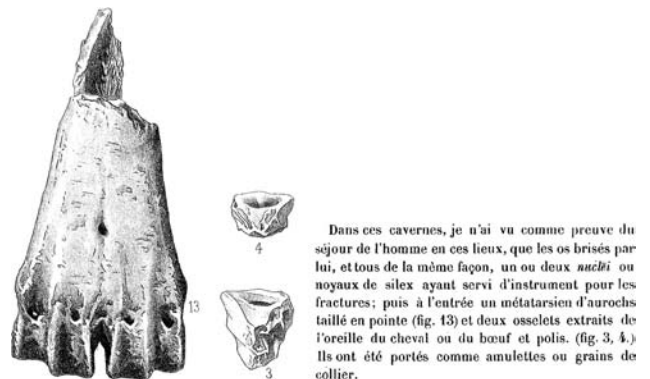 13
4
3
Dans ces cavernes, je n'ai vu comme preuve du
séjour de l'homme en ces lieux, que les os brisés par
lui, et tous de la même façon, un ou deux nucléi ou
noyaux de silex ayant servi d'instrument pour les
fractures; puis à l'entrée un métatarsien d'aurochs
taillé en pointe (fig. 13) et deux osselets extraits de
l'oreille du cheval ou du bœuf et polis. (fig. 3, 4.)
Ils ont été portés comme amulettes ou grains de
collier.